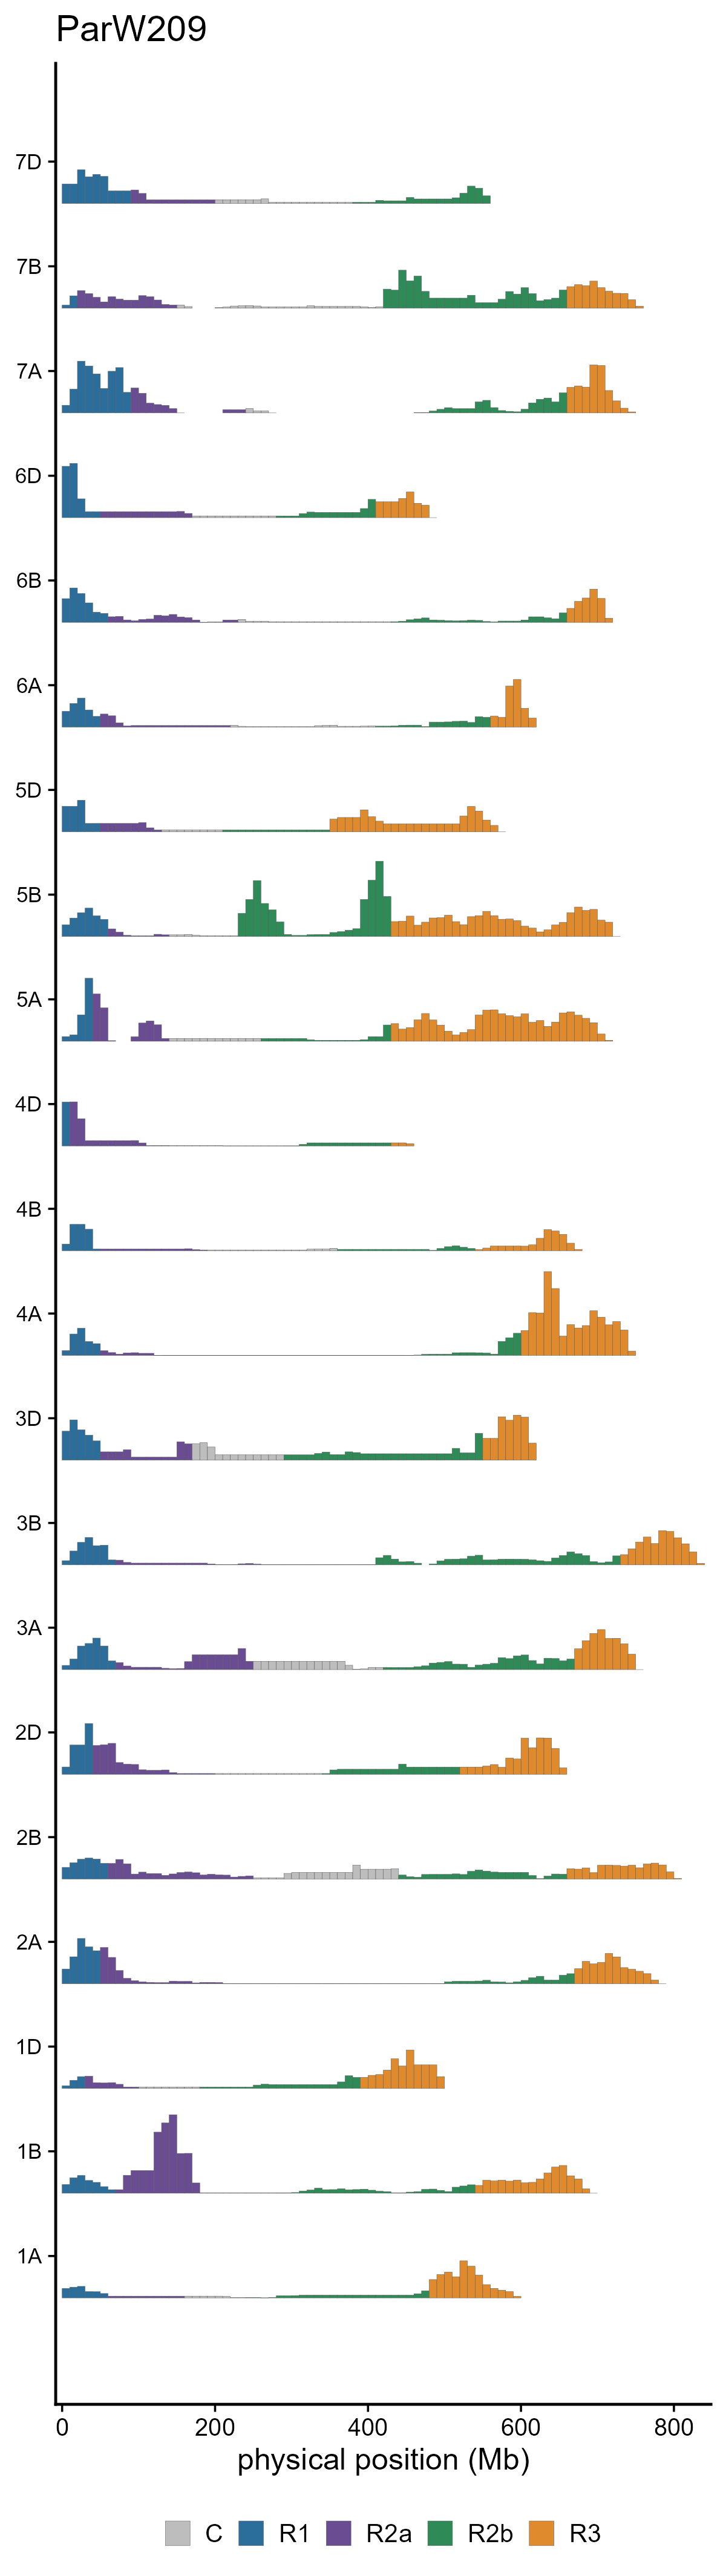 ParW209
7D
7B
7A
6D
6B
6A
5D
5B
5A
4D
4B
4A
3D
3B
3A
2D
2B
2A
1D
1B
1A
0 200 400 600 800
physical position (Mb)
C R1 R2a R2b R3